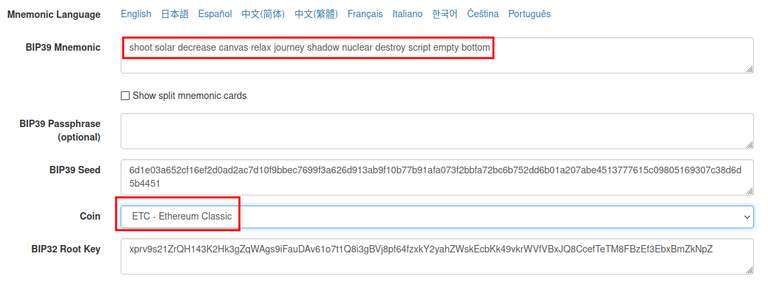 Mnemonic Language English 日本語 Español 中文(简体) 中文(繁體) Français Italiano 한국어 Čeština Português
BIP39 Mnemonic shoot solar decrease canvas relax journey shadow nuclear destroy script empty bottom
Show split mnemonic cards
BIP39 Passphrase
(optional)
BIP39 Seed 6d1e03a652cf16ef2d0ad2ac7d10f9bbec7699f3a626d913ab9f10b77b91afa073f2bbfa72bc6b752dd6b01a207abe4513777615c09805169307c38d6d
5b4451
Coin ETC - Ethereum Classic
BIP32 Root Key xprv9s21ZrQH143K2Hk3gZqWAgs9iFauDAv61o7t1Q8i3gBVj8pf64fzxkY2yahZWskEcbKk49vkrWVfVBxJQ8CcefTeTM8FBzEf3EbxBmZkNpZ